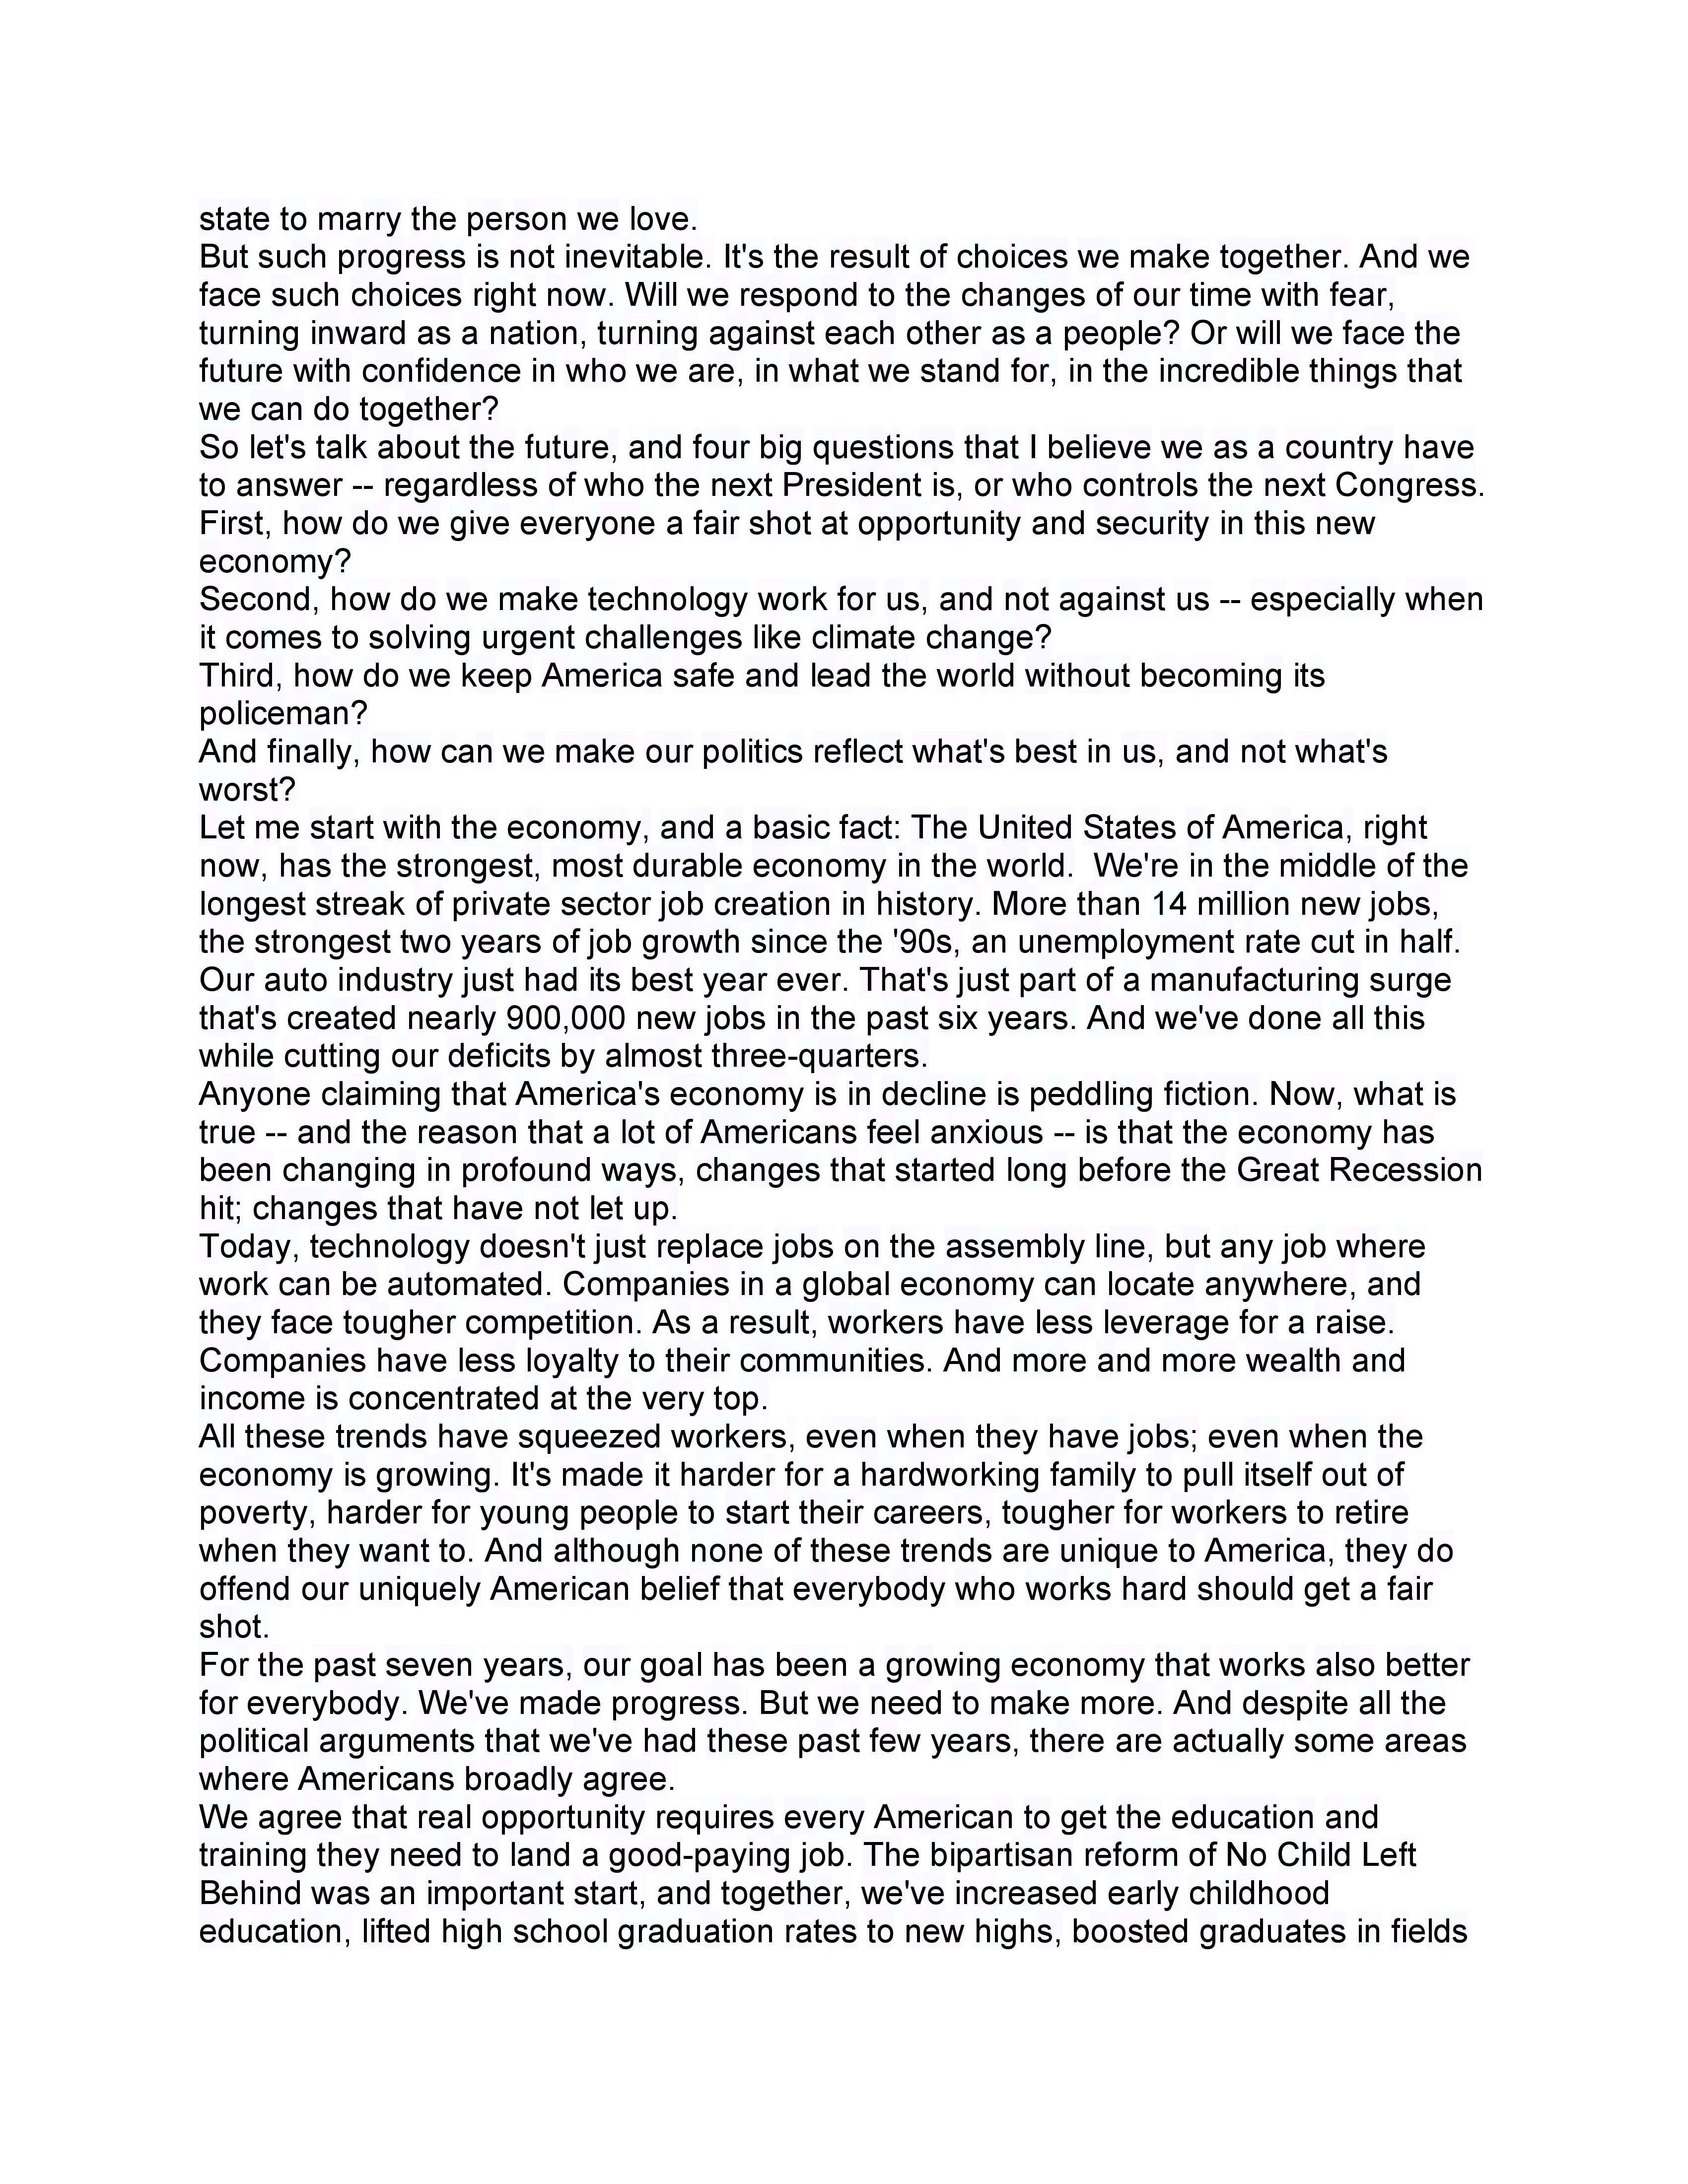 state to marry the person we love.
But such progress is not inevitable. It's the result of choices we make together. And we
face such choices right now. Will we respond to the changes of our time with fear,
turning inward as a nation, turning against each other as a people? Or will we face the
future with confidence in who we are, in what we stand for, in the incredible things that
we can do together?
So let's talk about the future, and four big questions that I believe we as a country have
to answer -- regardless of who the next President is, or who controls the next Congress.
First, how do we give everyone a fair shot at opportunity and security in this new
economy?
Second, how do we make technology work for us, and not against us -- especially when
it comes to solving urgent challenges like climate change?
Third, how do we keep America safe and lead the world without becoming its
policeman?
And finally, how can we make our politics reflect what's best in us, and not what's
worst?
Let me start with the economy, and a basic fact: The United States of America, right
now, has the strongest, most durable economy in the world.  We're in the middle of the
longest streak of private sector job creation in history. More than 14 million new jobs,
the strongest two years of job growth since the '90s, an unemployment rate cut in half.
Our auto industry just had its best year ever. That's just part of a manufacturing surge
that's created nearly 900,000 new jobs in the past six years. And we've done all this
while cutting our deficits by almost three-quarters.
Anyone claiming that America's economy is in decline is peddling fiction. Now, what is
true -- and the reason that a lot of Americans feel anxious -- is that the economy has
been changing in profound ways, changes that started long before the Great Recession
hit; changes that have not let up.
Today, technology doesn't just replace jobs on the assembly line, but any job where
work can be automated. Companies in a global economy can locate anywhere, and
they face tougher competition. As a result, workers have less leverage for a raise.
Companies have less loyalty to their communities. And more and more wealth and
income is concentrated at the very top.
All these trends have squeezed workers, even when they have jobs; even when the
economy is growing. It's made it harder for a hardworking family to pull itself out of
poverty, harder for young people to start their careers, tougher for workers to retire
when they want to. And although none of these trends are unique to America, they do
offend our uniquely American belief that everybody who works hard should get a fair
shot.
For the past seven years, our goal has been a growing economy that works also better
for everybody. We've made progress. But we need to make more. And despite all the
political arguments that we've had these past few years, there are actually some areas
where Americans broadly agree.
We agree that real opportunity requires every American to get the education and
training they need to land a good-paying job. The bipartisan reform of No Child Left
Behind was an important start, and together, we've increased early childhood
education, lifted high school graduation rates to new highs, boosted graduates in fields